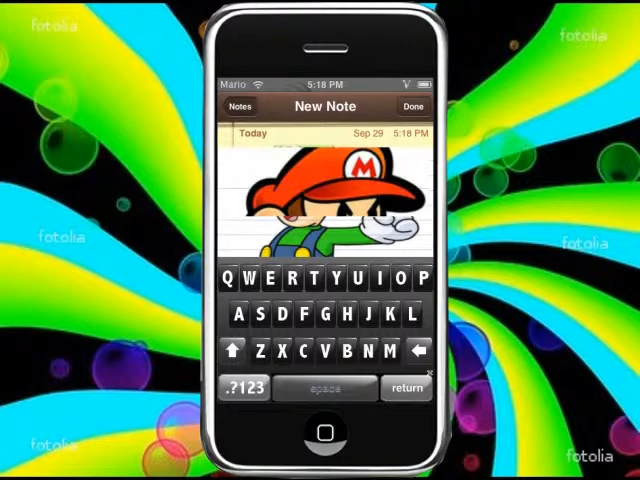 fotolia
fotolia
Mario 5:18 PM
Notes New Note Done
Today Sep 29 5:18 PM
M
fotolia
fotolia
Q W E R T Y U I O P
A S D F G H J K L
Z X C V B N M
.?123 space return
fotolia
fotolia